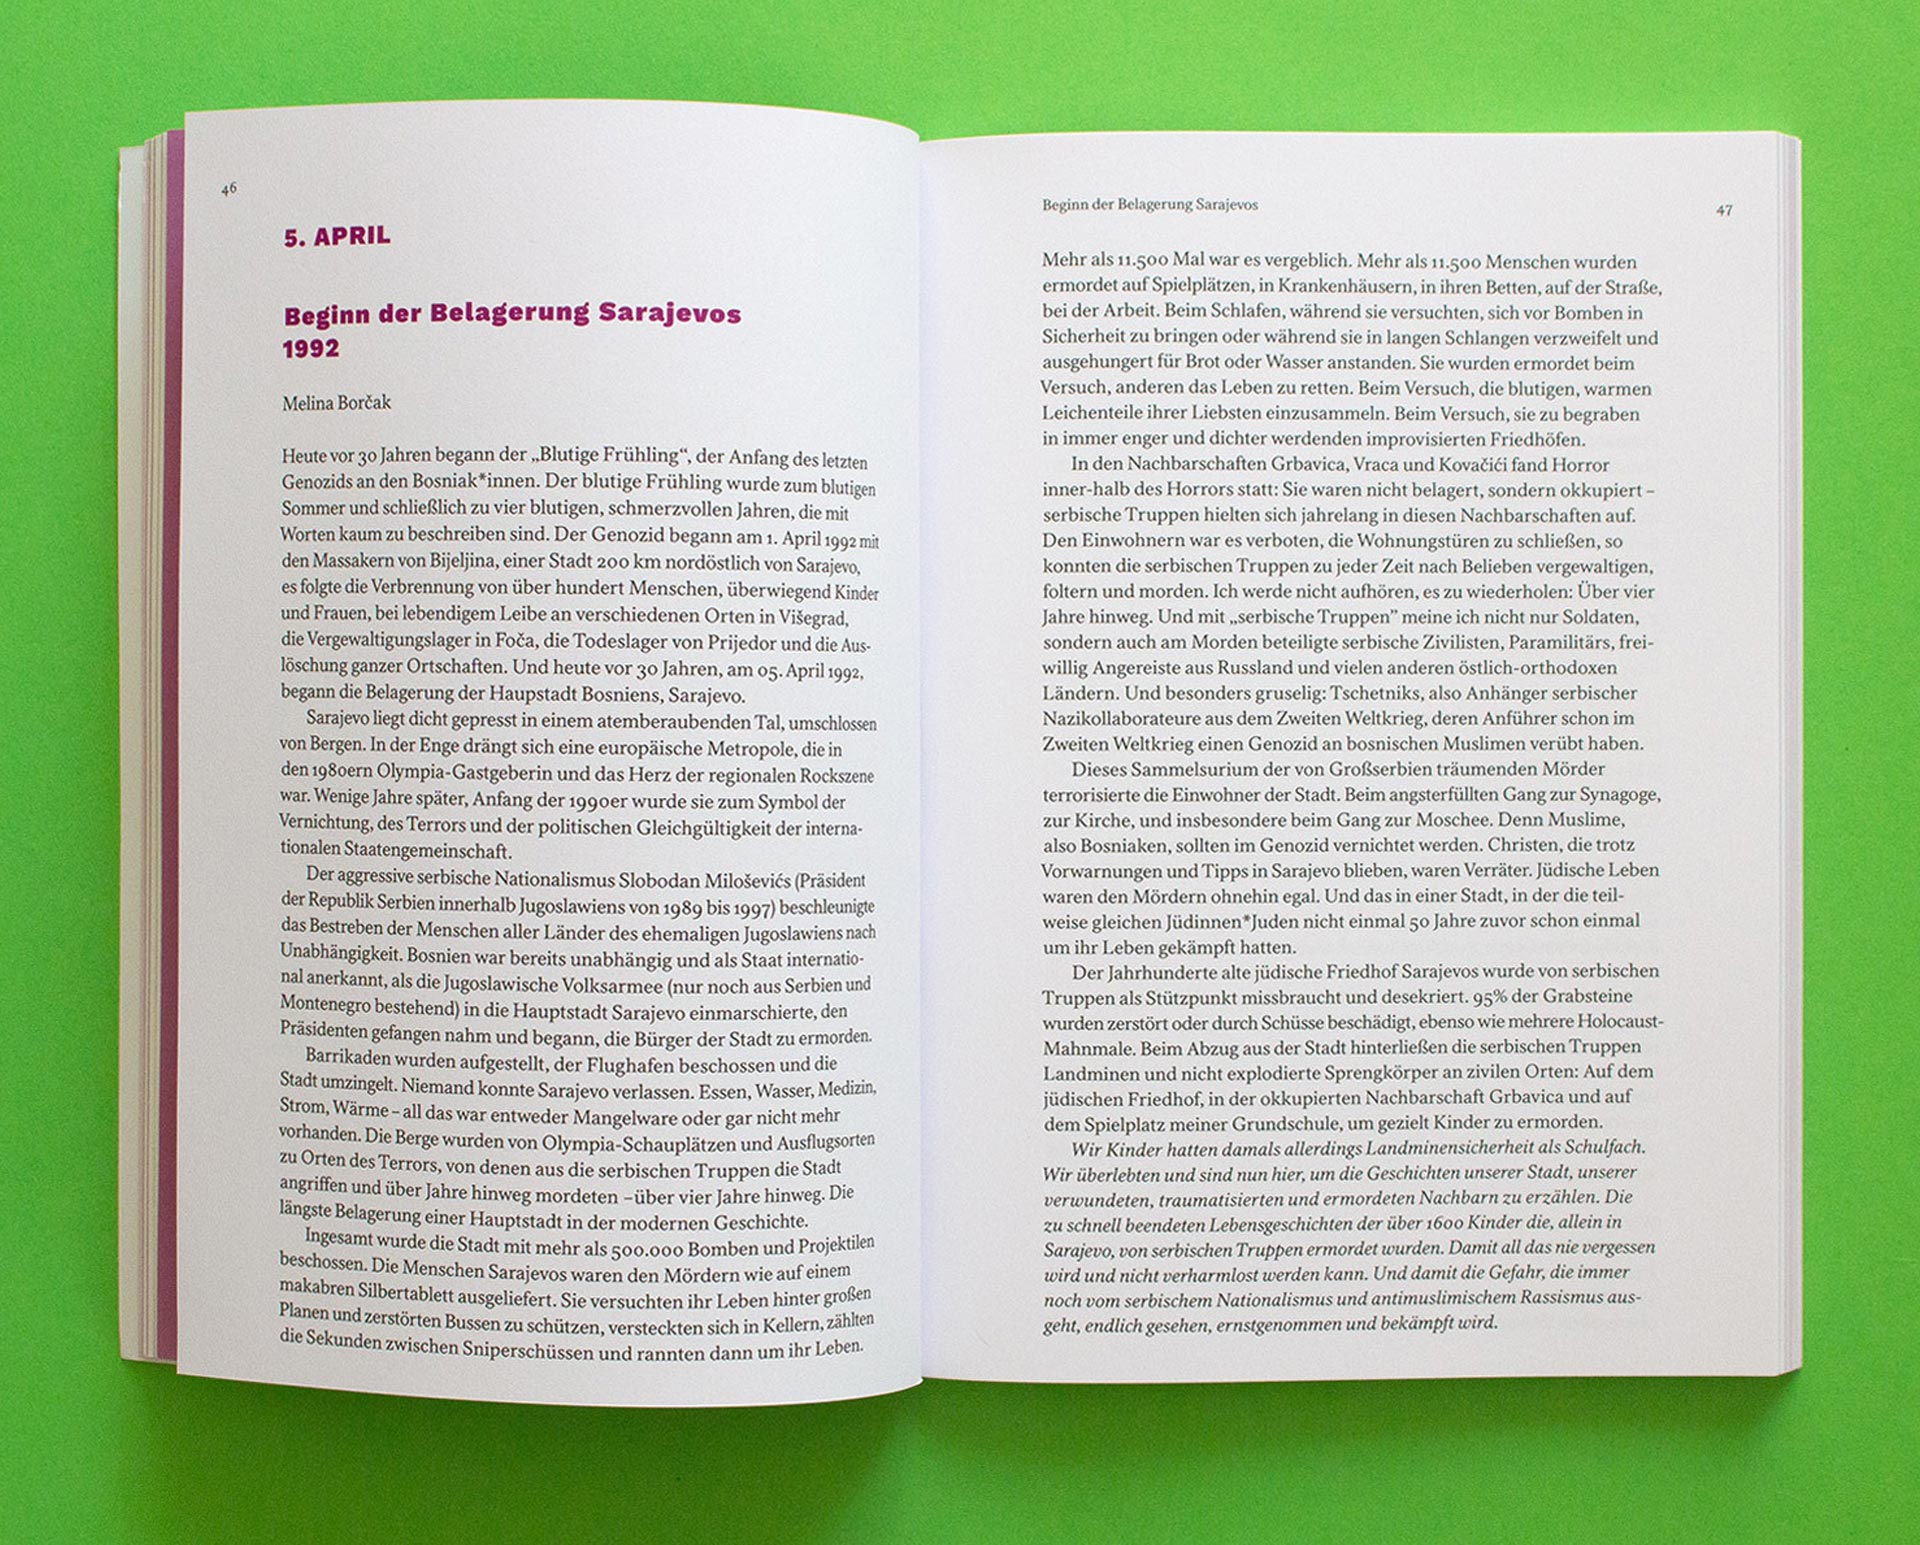 46
5. APRIL
Beginn der Belagerung Sarajevos
1992
Melina Borčak
Heute vor 30 Jahren begann der „Blutige Frühling“, der Anfang des letzten
Genozids an den Bosniak*innen. Der blutige Frühling wurde zum blutigen
Sommer und schließlich zu vier blutigen, schmerzvollen Jahren, die mit
Worten kaum zu beschreiben sind. Der Genozid begann am 1. April 1992 mit
den Massakern von Bijeljina, einer Stadt 200 km nordöstlich von Sarajevo,
es folgte die Verbrennung von über hundert Menschen, überwiegend Kinder
und Frauen, bei lebendigem Leibe an verschiedenen Orten in Višegrad,
die Vergewaltigungslager in Foča, die Todeslager von Prijedor und die Aus-
löschung ganzer Ortschaften. Und heute vor 30 Jahren, am 05. April 1992,
begann die Belagerung der Hauptstadt Bosniens, Sarajevo.
Sarajevo liegt dicht gepresst in einem atemberaubenden Tal, umschlossen
von Bergen. In der Enge drängt sich eine europäische Metropole, die in
den 1980ern Olympia-Gastgeberin und das Herz der regionalen Rockszene
war. Wenige Jahre später, Anfang der 1990er wurde sie zum Symbol der
Vernichtung, des Terrors und der politischen Gleichgültigkeit der interna-
tionalen Staatengemeinschaft.
Der aggressive serbische Nationalismus Slobodan Miloševićs (Präsident
der Republik Serbien innerhalb Jugoslawiens von 1989 bis 1997) beschleunigte
das Bestreben der Menschen aller Länder des ehemaligen Jugoslawiens nach
Unabhängigkeit. Bosnien war bereits unabhängig und als Staat internatio-
nal anerkannt, als die Jugoslawische Volksarmee (nur noch aus Serbien und
Montenegro bestehend) in die Hauptstadt Sarajevo einmarschierte, den
Präsidenten gefangen nahm und begann, die Bürger der Stadt zu ermorden.
Barrikaden wurden aufgestellt, der Flughafen beschossen und die
Stadt umzingelt. Niemand konnte Sarajevo verlassen. Essen, Wasser, Medizin,
Strom, Wärme – all das war entweder Mangelware oder gar nicht mehr
vorhanden. Die Berge wurden von Olympia-Schauplätzen und Ausflugsorten
zu Orten des Terrors, von denen aus die serbischen Truppen die Stadt
angriffen und über Jahre hinweg mordeten –über vier Jahre hinweg. Die
längste Belagerung einer Hauptstadt in der modernen Geschichte.
Ingesamt wurde die Stadt mit mehr als 500.000 Bomben und Projektilen
beschossen. Die Menschen Sarajevos waren den Mördern wie auf einem
makabren Silbertablett ausgeliefert. Sie versuchten ihr Leben hinter großen
Planen und zerstörten Bussen zu schützen, versteckten sich in Kellern, zählten
die Sekunden zwischen Sniperschüssen und rannten dann um ihr Leben.
Beginn der Belagerung Sarajevos
47
Mehr als 11.500 Mal war es vergeblich. Mehr als 11.500 Menschen wurden
ermordet auf Spielplätzen, in Krankenhäusern, in ihren Betten, auf der Straße,
bei der Arbeit. Beim Schlafen, während sie versuchten, sich vor Bomben in
Sicherheit zu bringen oder während sie in langen Schlangen verzweifelt und
ausgehungert für Brot oder Wasser anstanden. Sie wurden ermordet beim
Versuch, anderen das Leben zu retten. Beim Versuch, die blutigen, warmen
Leichenteile ihrer Liebsten einzusammeln. Beim Versuch, sie zu begraben
in immer enger und dichter werdenden improvisierten Friedhöfen.
In den Nachbarschaften Grbavica, Vraca und Kovačići fand Horror
inner-halb des Horrors statt: Sie waren nicht belagert, sondern okkupiert –
serbische Truppen hielten sich jahrelang in diesen Nachbarschaften auf.
Den Einwohnern war es verboten, die Wohnungstüren zu schließen, so
konnten die serbischen Truppen zu jeder Zeit nach Belieben vergewaltigen,
foltern und morden. Ich werde nicht aufhören, es zu wiederholen: Über vier
Jahre hinweg. Und mit „serbische Truppen” meine ich nicht nur Soldaten,
sondern auch am Morden beteiligte serbische Zivilisten, Paramilitärs, frei-
willig Angereiste aus Russland und vielen anderen östlich-orthodoxen
Ländern. Und besonders gruselig: Tschetniks, also Anhänger serbischer
Nazikollaborateure aus dem Zweiten Weltkrieg, deren Anführer schon im
Zweiten Weltkrieg einen Genozid an bosnischen Muslimen verübt haben.
Dieses Sammelsurium der von Großserbien träumenden Mörder
terrorisierte die Einwohner der Stadt. Beim angsterfüllten Gang zur Synagoge,
zur Kirche, und insbesondere beim Gang zur Moschee. Denn Muslime,
also Bosniaken, sollten im Genozid vernichtet werden. Christen, die trotz
Vorwarnungen und Tipps in Sarajevo blieben, waren Verräter. Jüdische Leben
waren den Mördern ohnehin egal. Und das in einer Stadt, in der die teil-
weise gleichen Jüdinnen*Juden nicht einmal 50 Jahre zuvor schon einmal
um ihr Leben gekämpft hatten.
Der Jahrhunderte alte jüdische Friedhof Sarajevos wurde von serbischen
Truppen als Stützpunkt missbraucht und desekriert. 95% der Grabsteine
wurden zerstört oder durch Schüsse beschädigt, ebenso wie mehrere Holocaust-
Mahnmale. Beim Abzug aus der Stadt hinterließen die serbischen Truppen
Landminen und nicht explodierte Sprengkörper an zivilen Orten: Auf dem
jüdischen Friedhof, in der okkupierten Nachbarschaft Grbavica und auf
dem Spielplatz meiner Grundschule, um gezielt Kinder zu ermorden.
Wir Kinder hatten damals allerdings Landminensicherheit als Schulfach.
Wir überlebten und sind nun hier, um die Geschichten unserer Stadt, unserer
verwundeten, traumatisierten und ermordeten Nachbarn zu erzählen. Die
zu schnell beendeten Lebensgeschichten der über 1600 Kinder die, allein in
Sarajevo, von serbischen Truppen ermordet wurden. Damit all das nie vergessen
wird und nicht verharmlost werden kann. Und damit die Gefahr, die immer
noch vom serbischem Nationalismus und antimuslimischem Rassismus aus-
geht, endlich gesehen, ernstgenommen und bekämpft wird.